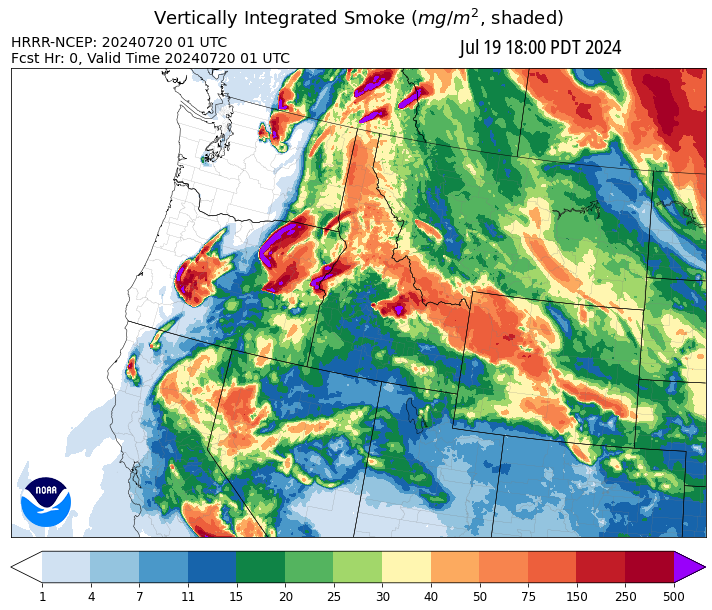 Vertically Integrated Smoke (mg/m², shaded)
HRRR-NCEP: 20240720 01 UTC
Fcst Hr: 0, Valid Time 20240720 01 UTC
Jul 19 18:00 PDT 2024
NOAA
1 4 7 11 15 20 25 30 40 50 75 150 250 500